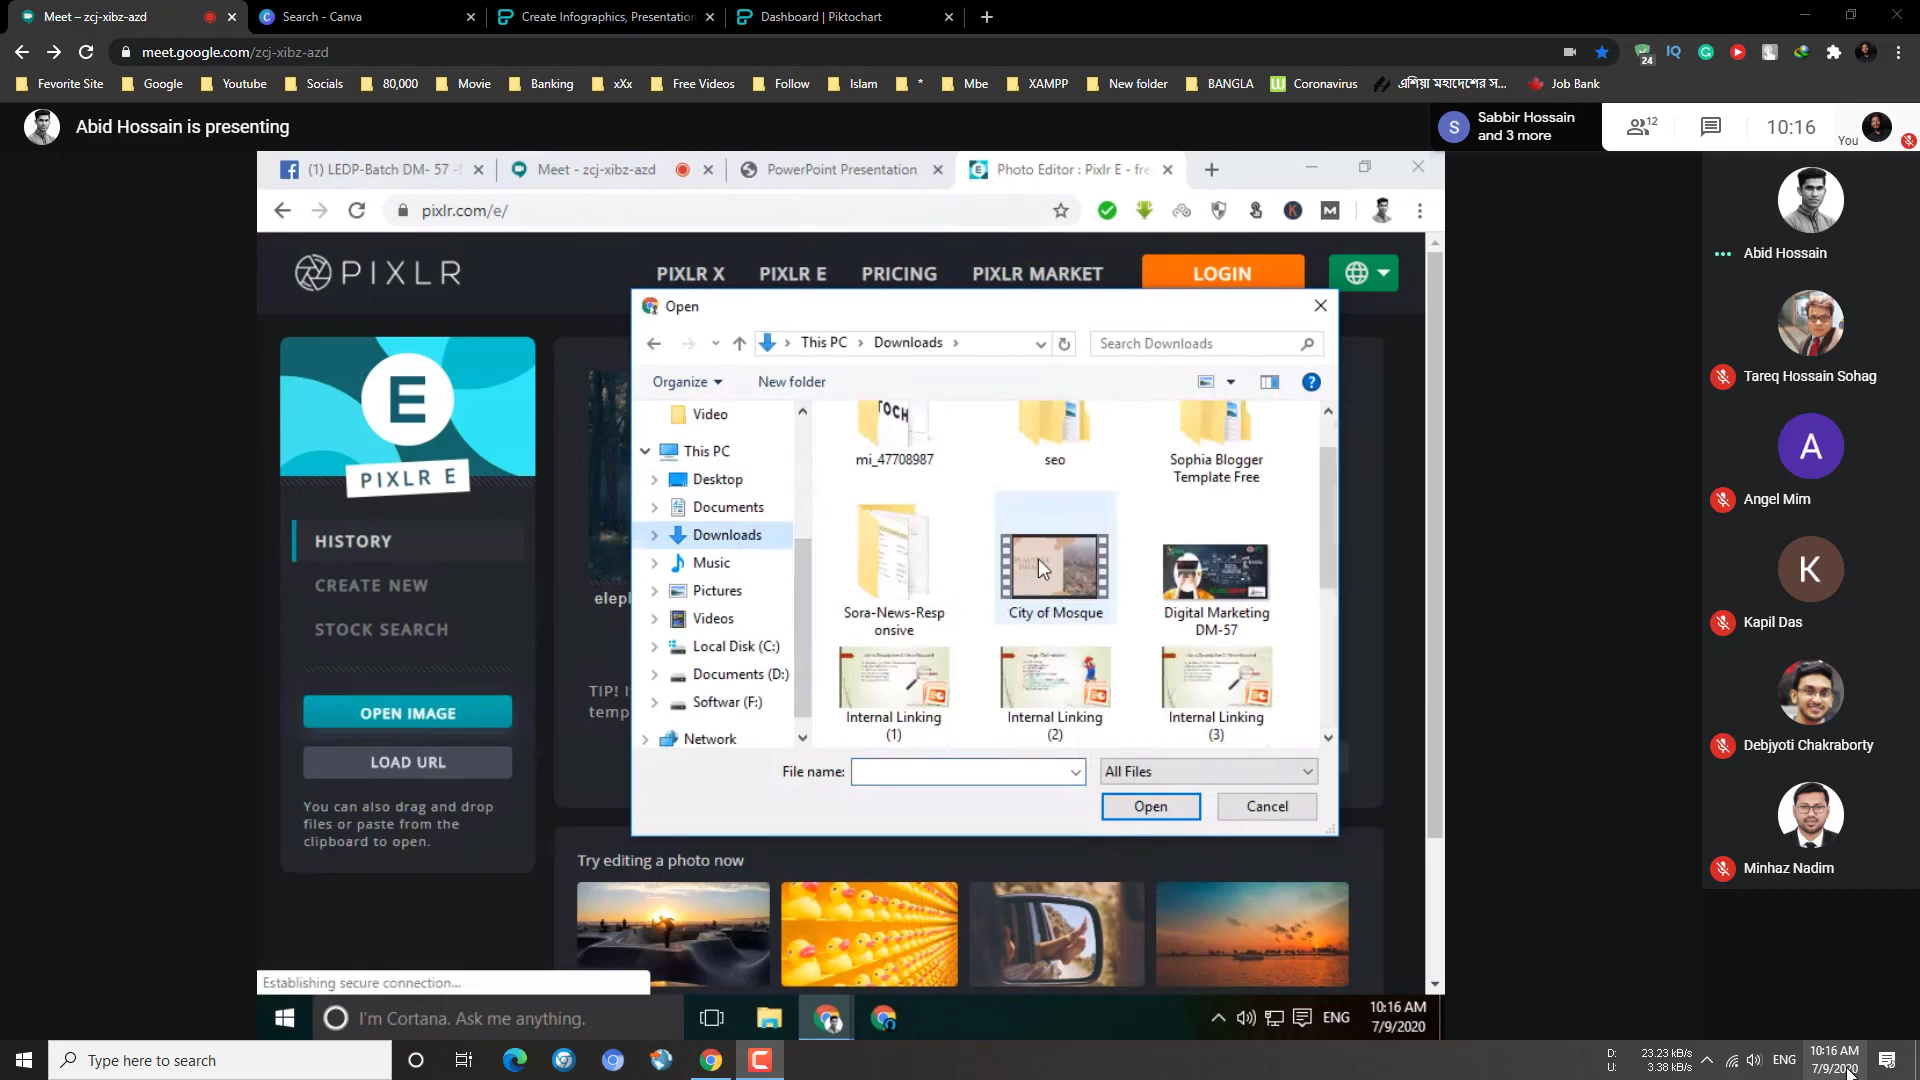 Meet – zcj-xibz-azd
Search - Canva
Create Infographics, Presentation
Dashboard | Piktochart
meet.google.com/zcj-xibz-azd
24
IQ
Fevorite Site
Google
Youtube
Socials
80,000
Movie
Banking
xXx
Free Videos
Follow
Islam
*
Mbe
XAMPP
New folder
BANGLA
Coronavirus
এশিয়া মহাদেশের স...
Job Bank
Abid Hossain is presenting
S
Sabbir Hossain
and 3 more
12
10:16
You
(1) LEDP-Batch DM- 57 -
Meet - zcj-xibz-azd
PowerPoint Presentation
Photo Editor : Pixlr E - fre
pixlr.com/e/
K
M
PIXLR
PIXLR X
PIXLR E
PRICING
PIXLR MARKET
LOGIN
E
PIXLR E
HISTORY
CREATE NEW
STOCK SEARCH
OPEN IMAGE
LOAD URL
You can also drag and drop
files or paste from the
clipboard to open.
eleph
TIP! I
temp
Open
This PC
Downloads
Search Downloads
Organize
New folder
Video
This PC
Desktop
Documents
Downloads
Music
Pictures
Videos
Local Disk (C:)
Documents (D:)
Softwar (F:)
Network
mi_47708987
seo
Sophia Blogger
Template Free
Sora-News-Resp
onsive
City of Mosque
Digital Marketing
DM-57
Internal Linking
(1)
Internal Linking
(2)
Internal Linking
(3)
File name:
All Files
Open
Cancel
Try editing a photo now
Establishing secure connection...
I'm Cortana. Ask me anything.
ENG
10:16 AM
7/9/2020
Abid Hossain
Tareq Hossain Sohag
A
Angel Mim
K
Kapil Das
Debjyoti Chakraborty
Minhaz Nadim
Type here to search
D: 23.23 kB/s
U: 3.38 kB/s
ENG
10:16 AM
7/9/2020